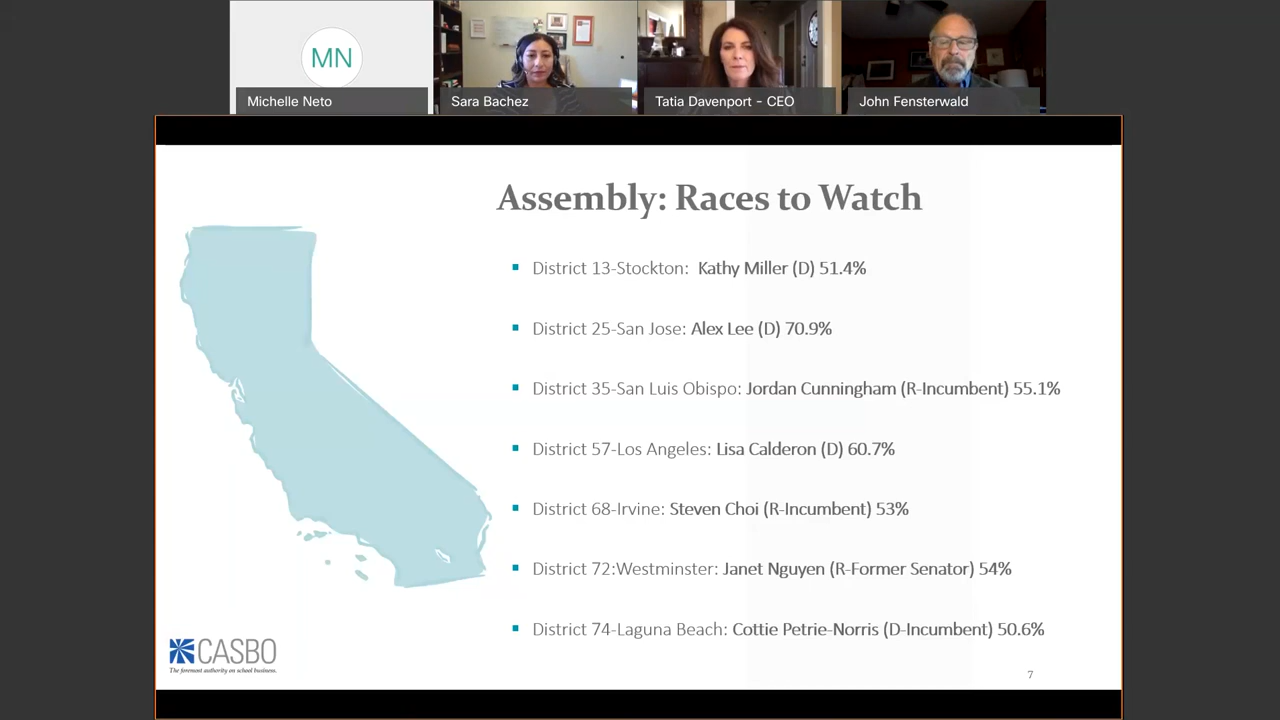 MN
Michelle Neto
Sara Bachez
Tatia Davenport - CEO
John Fensterwald
Assembly: Races to Watch
▪ District 13-Stockton: Kathy Miller (D) 51.4%
▪ District 25-San Jose: Alex Lee (D) 70.9%
▪ District 35-San Luis Obispo: Jordan Cunningham (R-Incumbent) 55.1%
▪ District 57-Los Angeles: Lisa Calderon (D) 60.7%
▪ District 68-Irvine: Steven Choi (R-Incumbent) 53%
▪ District 72:Westminster: Janet Nguyen (R-Former Senator) 54%
▪ District 74-Laguna Beach: Cottie Petrie-Norris (D-Incumbent) 50.6%
CASBO
The foremost authority on school business.
7